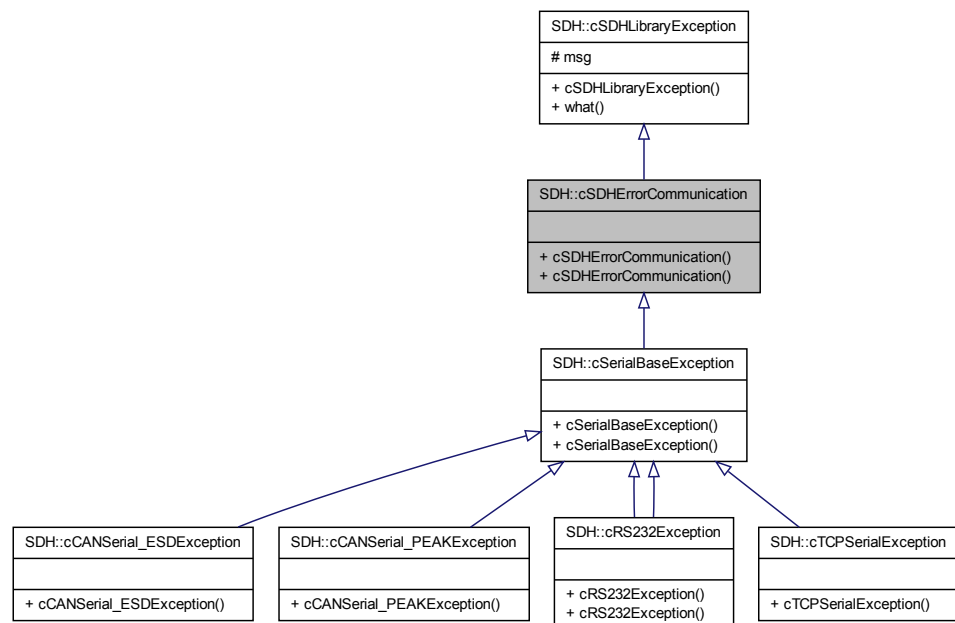 SDH::cSDHLibraryException
# msg
+ cSDHLibraryException()
+ what()
SDH::cSDHErrorCommunication
+ cSDHErrorCommunication()
+ cSDHErrorCommunication()
SDH::cSerialBaseException
+ cSerialBaseException()
+ cSerialBaseException()
SDH::cCANSerial_ESDException
+ cCANSerial_ESDException()
SDH::cCANSerial_PEAKException
+ cCANSerial_PEAKException()
SDH::cRS232Exception
+ cRS232Exception()
+ cRS232Exception()
SDH::cTCPSerialException
+ cTCPSerialException()